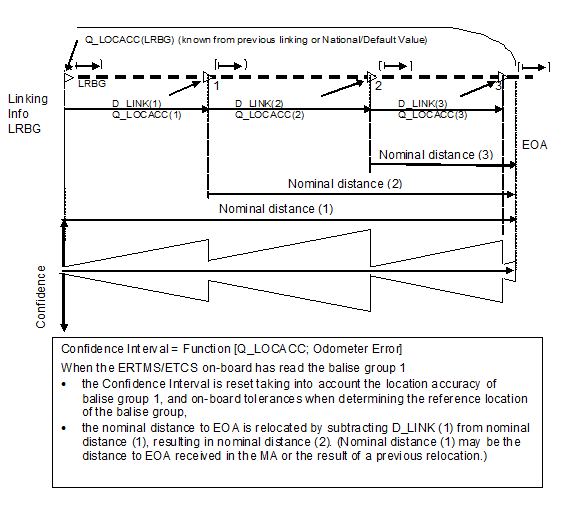 Q_LOCACC(LRBG) (known from previous linking or National/Default Value)
LRBG
1
2
3
Linking
Info
LRBG
D_LINK(1)
Q_LOCACC(1)
D_LINK(2)
Q_LOCACC(2)
D_LINK(3)
Q_LOCACC(3)
EOA
Nominal distance (3)
Nominal distance (2)
Nominal distance (1)
Confidence
Confidence Interval = Function [Q_LOCACC; Odometer Error]
When the ERTMS/ETCS on-board has read the balise group 1
• the Confidence Interval is reset taking into account the location accuracy of
balise group 1, and on-board tolerances when determining the reference location
of the balise group,
• the nominal distance to EOA is relocated by subtracting D_LINK (1) from nominal
distance (1), resulting in nominal distance (2). (Nominal distance (1) may be the
distance to EOA received in the MA or the result of a previous relocation.)